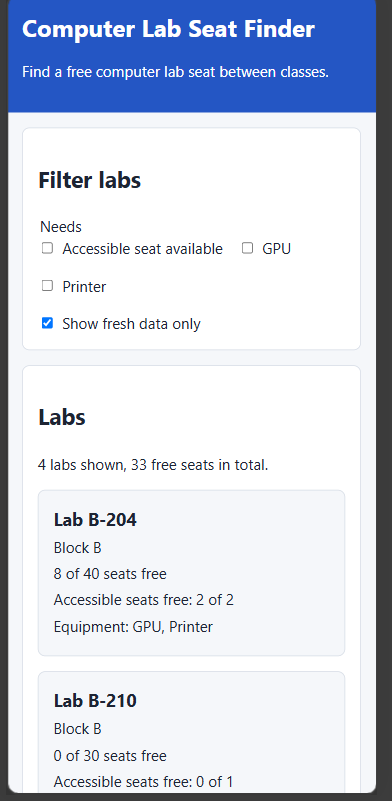 Computer Lab Seat Finder
Find a free computer lab seat between classes.
Filter labs
Needs
Accessible seat available
GPU
Printer
Show fresh data only
Labs
4 labs shown, 33 free seats in total.
Lab B-204
Block B
8 of 40 seats free
Accessible seats free: 2 of 2
Equipment: GPU, Printer
Lab B-210
Block B
0 of 30 seats free
Accessible seats free: 0 of 1